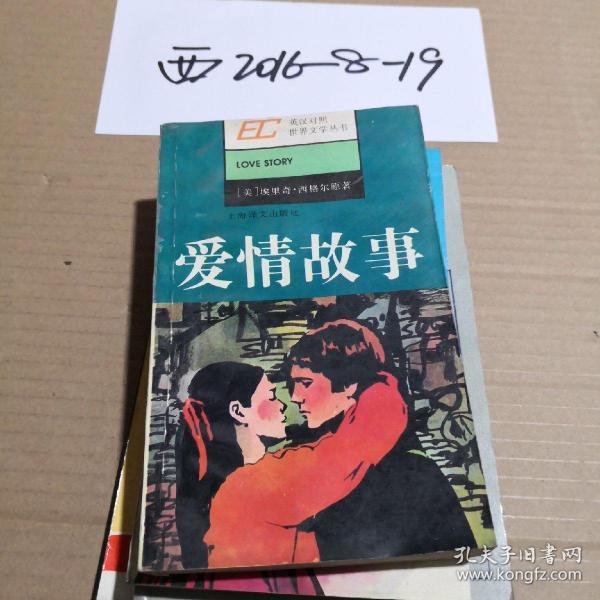 西 2016-8-19
EC
英汉对照
世界文学丛书
LOVE STORY
[美]埃里奇·西格尔著
上海译文出版社
爱情故事
孔夫子旧书网
www.kongfz.com